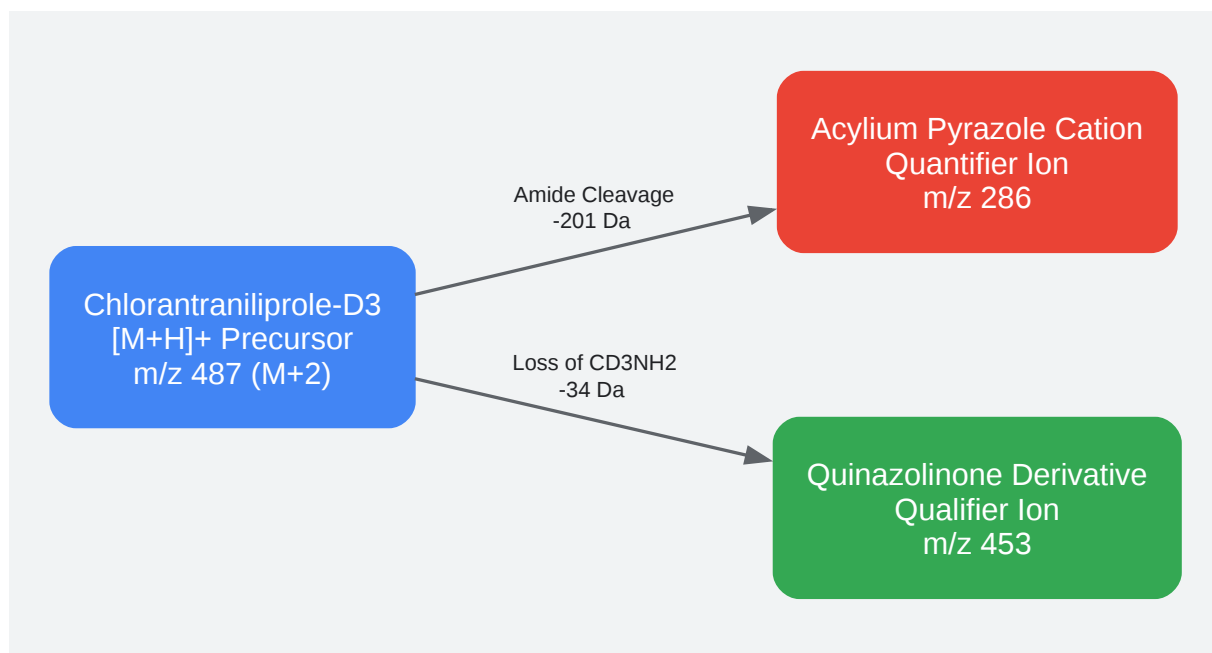 Chlorantraniliprole-D3
[M+H]+ Precursor
m/z 487 (M+2)
Amide Cleavage
-201 Da
Acylium Pyrazole Cation
Quantifier Ion
m/z 286
Loss of CD3NH2
-34 Da
Quinazolinone Derivative
Qualifier Ion
m/z 453